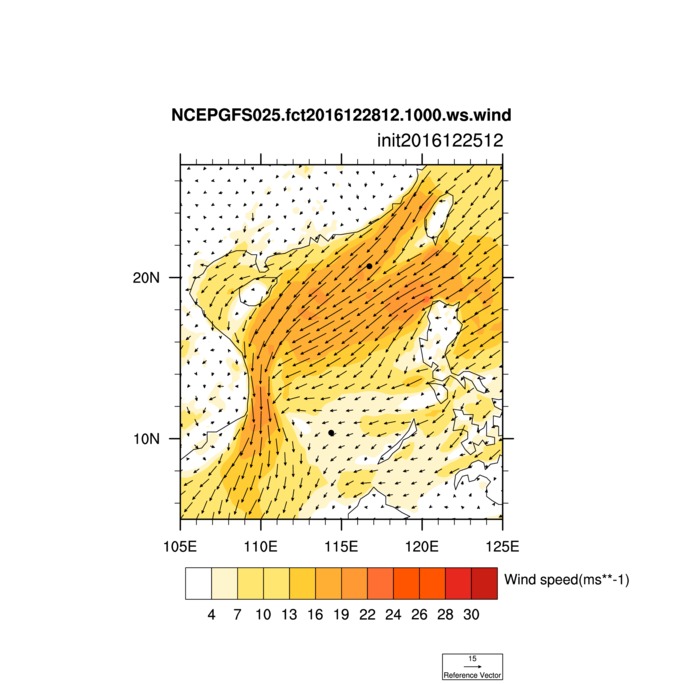 NCEPGFS025.fct2016122812.1000.ws.wind
init2016122512
20N
10N
105E 110E 115E 120E 125E
Wind speed(ms**-1)
4 7 10 13 16 19 22 24 26 28 30
15
Reference Vector